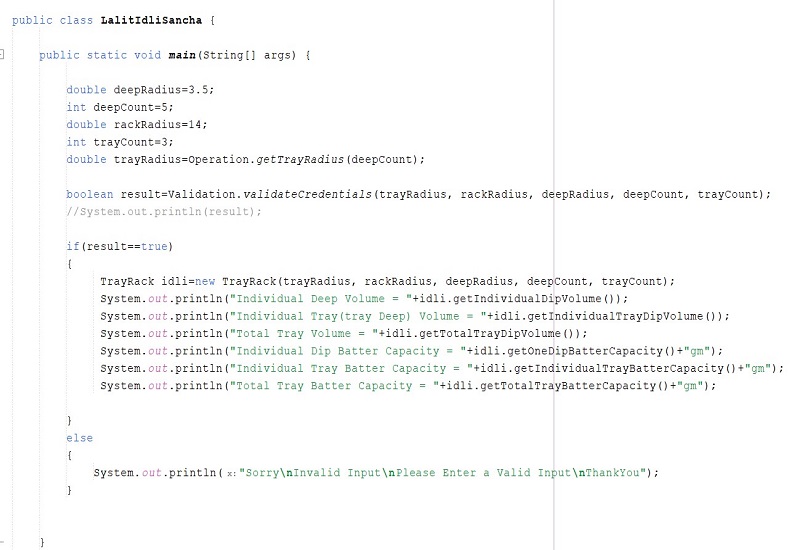 public class LalitIdliSancha {
public static void main(String[] args) {
double deepRadius=3.5;
int deepCount=5;
double rackRadius=14;
int trayCount=3;
double trayRadius=Operation.getTrayRadius(deepCount);
boolean result=Validation.validateCredentials(trayRadius, rackRadius, deepRadius, deepCount, trayCount);
//System.out.println(result);
if(result==true)
{
TrayRack idli=new TrayRack(trayRadius, rackRadius, deepRadius, deepCount, trayCount);
System.out.println("Individual Deep Volume = "+idli.getIndividualDipVolume());
System.out.println("Individual Tray(tray Deep) Volume = "+idli.getIndividualTrayDipVolume());
System.out.println("Total Tray Volume = "+idli.getTotalTrayDipVolume());
System.out.println("Individual Dip Batter Capacity = "+idli.getOneDipBatterCapacity()+"gm");
System.out.println("Individual Tray Batter Capacity = "+idli.getIndividualTrayBatterCapacity()+"gm");
System.out.println("Total Tray Batter Capacity = "+idli.getTotalTrayBatterCapacity()+"gm");
}
else
{
System.out.println( x: "Sorry\nInvalid Input\nPlease Enter a Valid Input\nThankYou");
}
}